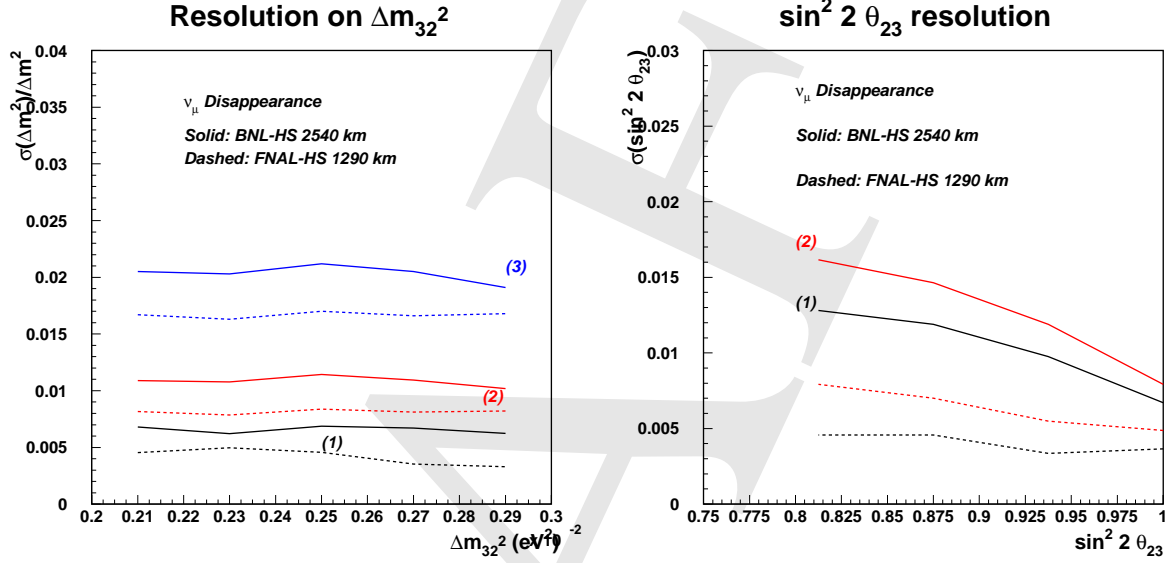 Resolution on Δm₃₂²
σ(Δm²)/Δm²
0.04
0.035
0.03
0.025
0.02
0.015
0.01
0.005
0
ν_μ Disappearance
Solid: BNL-HS 2540 km
Dashed: FNAL-HS 1290 km
(3)
(2)
(1)
0.2 0.21 0.22 0.23 0.24 0.25 0.26 0.27 0.28 0.29 0.3
Δm₃₂² (eV²)
sin² 2 θ₂₃ resolution
σ(sin² 2 θ₂₃)
0.03
0.025
0.02
0.015
0.01
0.005
0
ν_μ Disappearance
Solid: BNL-HS 2540 km
Dashed: FNAL-HS 1290 km
(2)
(1)
0.75 0.775 0.8 0.825 0.85 0.875 0.9 0.925 0.95 0.975 1
sin² 2 θ₂₃